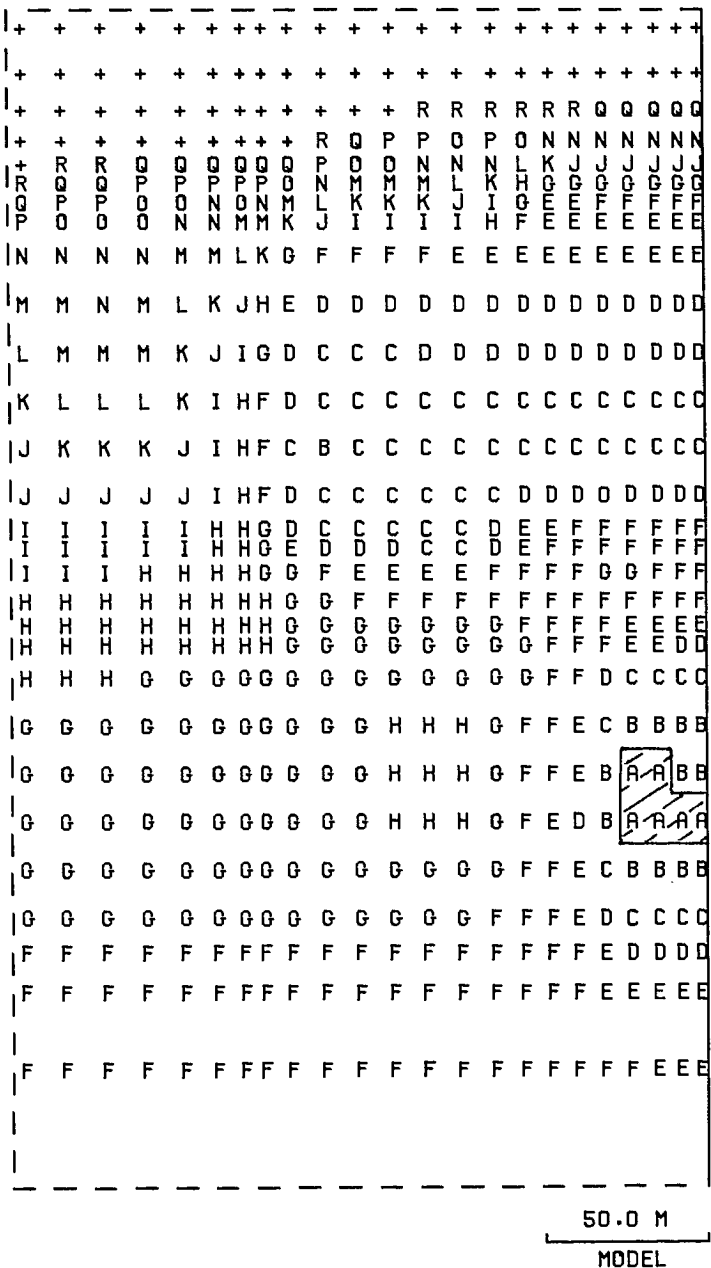 + + + + + + + + + + + + + + + + + + + + + + +
+ + + + + + + + + + + + + + + + + + + + + + +
+ + + + + + + + + + + + R R R R R R Q Q Q Q Q
+ + + + + + + + + R Q P P O P O N N N N N N N
+ R R Q Q Q Q Q Q P O O N N N L K J J J J J J
R Q Q P P P P P O N M M M L K H G G G G G G G
Q P P O O N O N M L K K K J I G E E F F F F F
P O O O N N M M K J I I I I H F E E E E E E E
N N N N M M L K G F F F F E E E E E E E E E E
M M N M L K J H E D D D D D D D D D D D D D D
L M M M K J I G D C C C D D D D D D D D D D D
K L L L K I H F D C C C C C C C C C C C C C C
J K K K J I H F C B C C C C C C C C C C C C C
J J J J J I H F D C C C C C C D D D O D D D D
I I I I I H H G D C C C C C D E E F F F F F F
I I I I I H H G E D D D C C D E F F F F F F F
I I I H H H H G G F E E E E F F F F G G F F F
H H H H H H H H G G F F F F F F F F F F F F F
H H H H H H H H G G G G G G G F F F F E E E E
H H H H H H H H G G G G G G G G F F F E E D D
H H H G G G G G G G G G G G G G F F D C C C C
G G G G G G G G G G G H H H G F F E C B B B B
G G G G G G G G G G G H H H G F F E B A A B B
G G G G G G G G G G G H H H G F E D B A A A A
G G G G G G G G G G G G G G G F F E C B B B B
G G G G G G G G G G G G G G F F F E D C C C C
F F F F F F F F F F F F F F F F F F E D D D D
F F F F F F F F F F F F F F F F F F E E E E E
F F F F F F F F F F F F F F F F F F F F E E E
50.0 M
MODEL